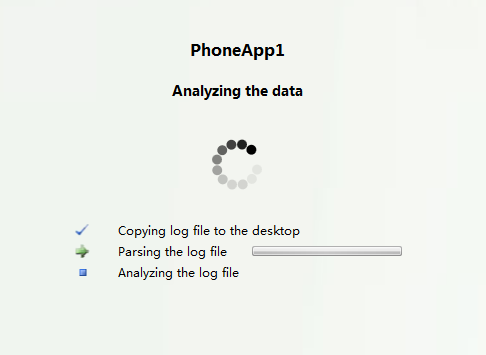 PhoneApp1
Analyzing the data
Copying log file to the desktop
Parsing the log file
Analyzing the log file